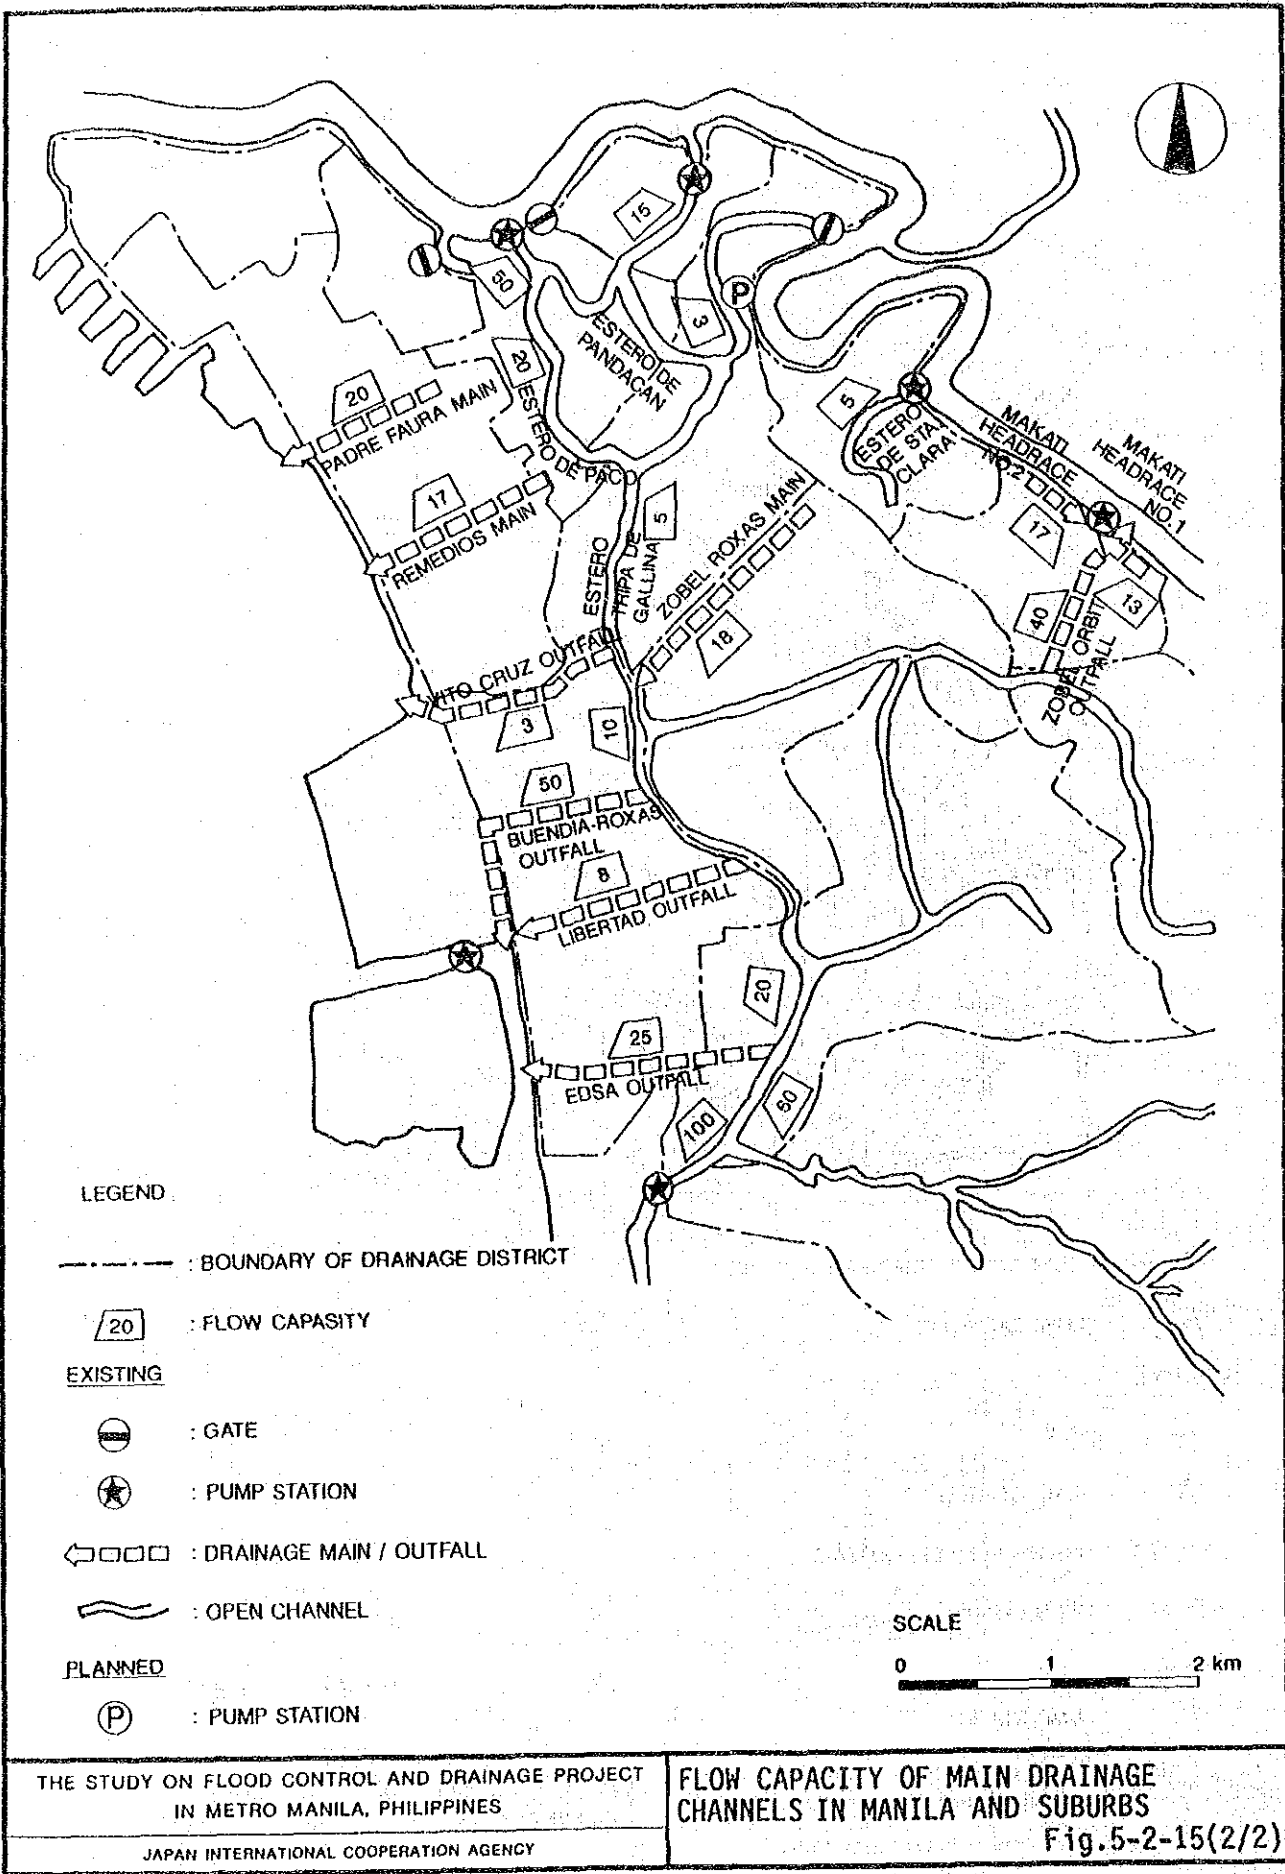 15
50
3
ESTERO DE
PANDACAN
20
20
PADRE FAURA MAIN
ESTERO DE PACO
5
ESTERO
DE STA.
CLARA
MAKATI
HEADRACE
NO.2
MAKATI
HEADRACE
NO.1
17
REMEDIOS MAIN
5
ESTERO
TRIPA DE
GALLINA
ZOBEL ROXAS MAIN
18
17
40
13
ZOBEL ORBIT
OUTFALL
VITO CRUZ OUTFALL
3
10
50
BUENDIA-ROXAS
OUTFALL
8
LIBERTAD OUTFALL
20
25
EDSA OUTFALL
100
60
LEGEND
: BOUNDARY OF DRAINAGE DISTRICT
20 : FLOW CAPASITY
EXISTING
: GATE
: PUMP STATION
: DRAINAGE MAIN / OUTFALL
: OPEN CHANNEL
PLANNED
P : PUMP STATION
P
SCALE
0 1 2 km
THE STUDY ON FLOOD CONTROL AND DRAINAGE PROJECT
IN METRO MANILA, PHILIPPINES
JAPAN INTERNATIONAL COOPERATION AGENCY
FLOW CAPACITY OF MAIN DRAINAGE
CHANNELS IN MANILA AND SUBURBS
Fig.5-2-15(2/2)